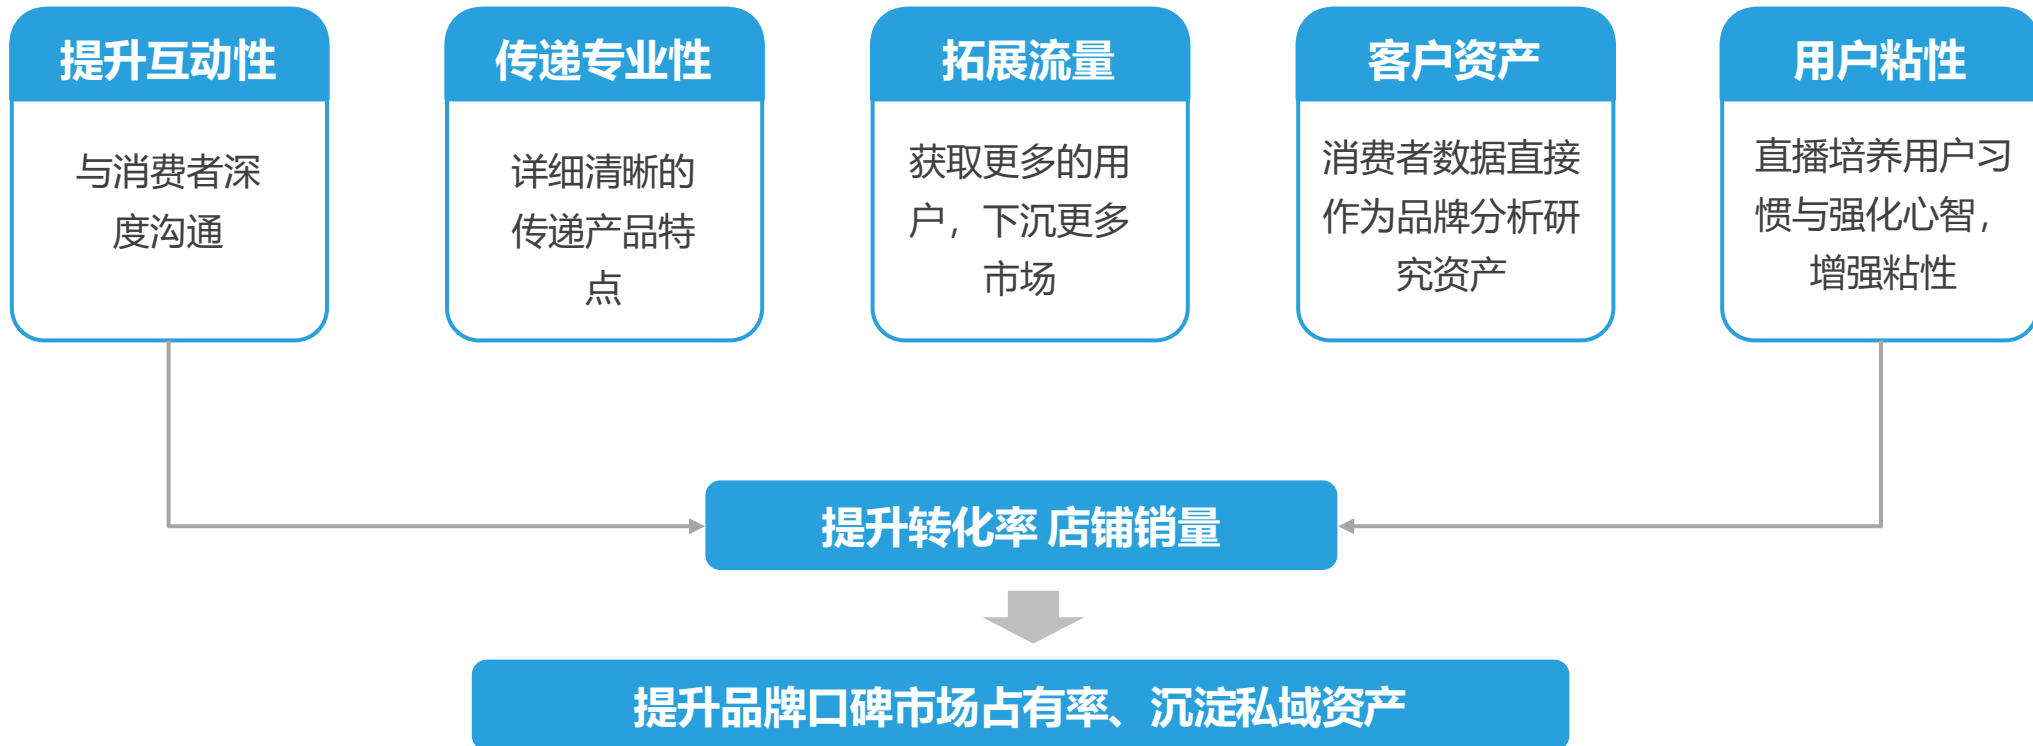 提升互动性
与消费者深
度沟通
传递专业性
详细清晰的
传递产品特
点
拓展流量
获取更多的用
户，下沉更多
市场
客户资产
消费者数据直接
作为品牌分析研
究资产
用户粘性
直播培养用户习
惯与强化心智，
增强粘性
提升转化率 店铺销量
提升品牌口碑市场占有率、沉淀私域资产